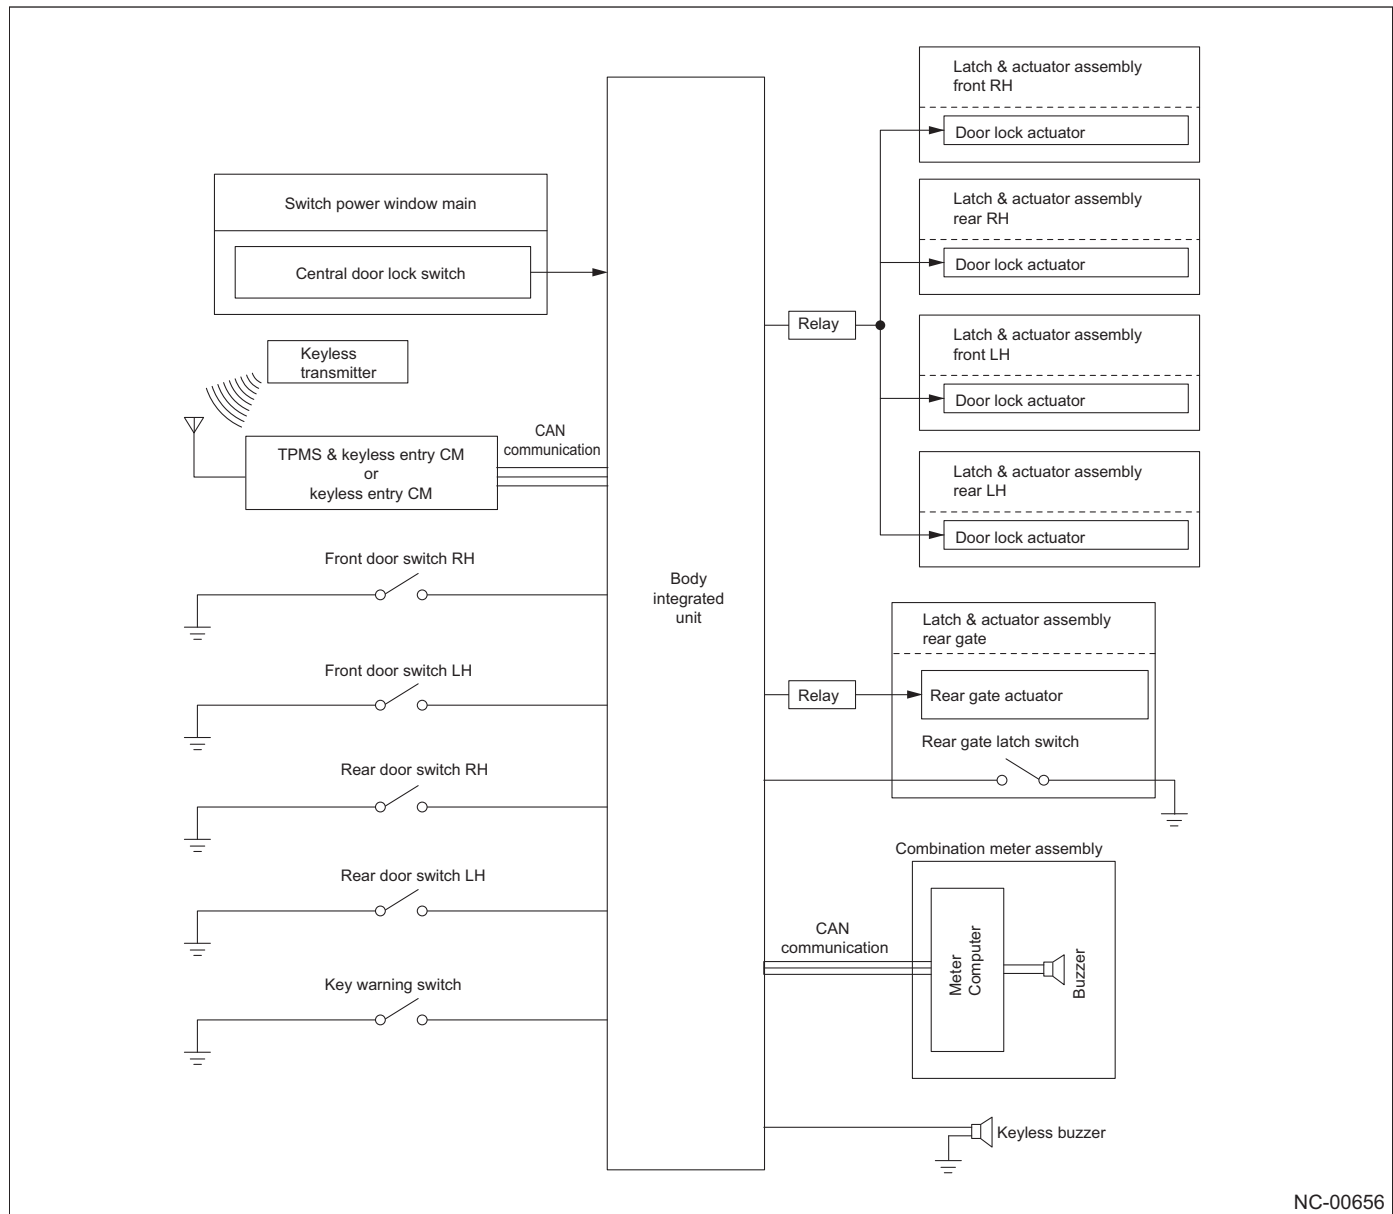 Latch & actuator assembly
front RH
Door lock actuator
Latch & actuator assembly
rear RH
Door lock actuator
Switch power window main
Central door lock switch
Relay
Latch & actuator assembly
front LH
Door lock actuator
Keyless
transmitter
CAN
communication
TPMS & keyless entry CM
or
keyless entry CM
Latch & actuator assembly
rear LH
Door lock actuator
Front door switch RH
Body
integrated
unit
Latch & actuator assembly
rear gate
Front door switch LH
Relay
Rear gate actuator
Rear gate latch switch
Rear door switch RH
Combination meter assembly
Rear door switch LH
CAN
communication
Meter
Computer
Buzzer
Key warning switch
Keyless buzzer
NC-00656